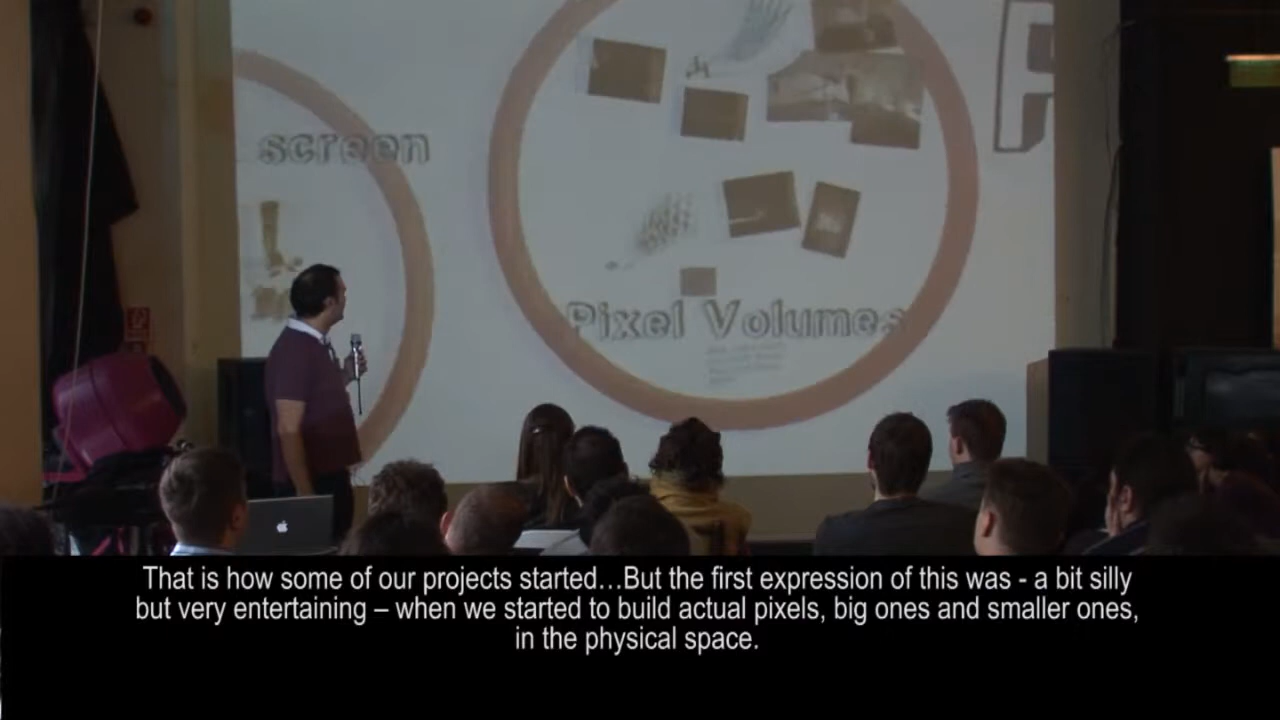 screen
Pixel Volumes
That is how some of our projects started…But the first expression of this was - a bit silly
but very entertaining – when we started to build actual pixels, big ones and smaller ones,
in the physical space.